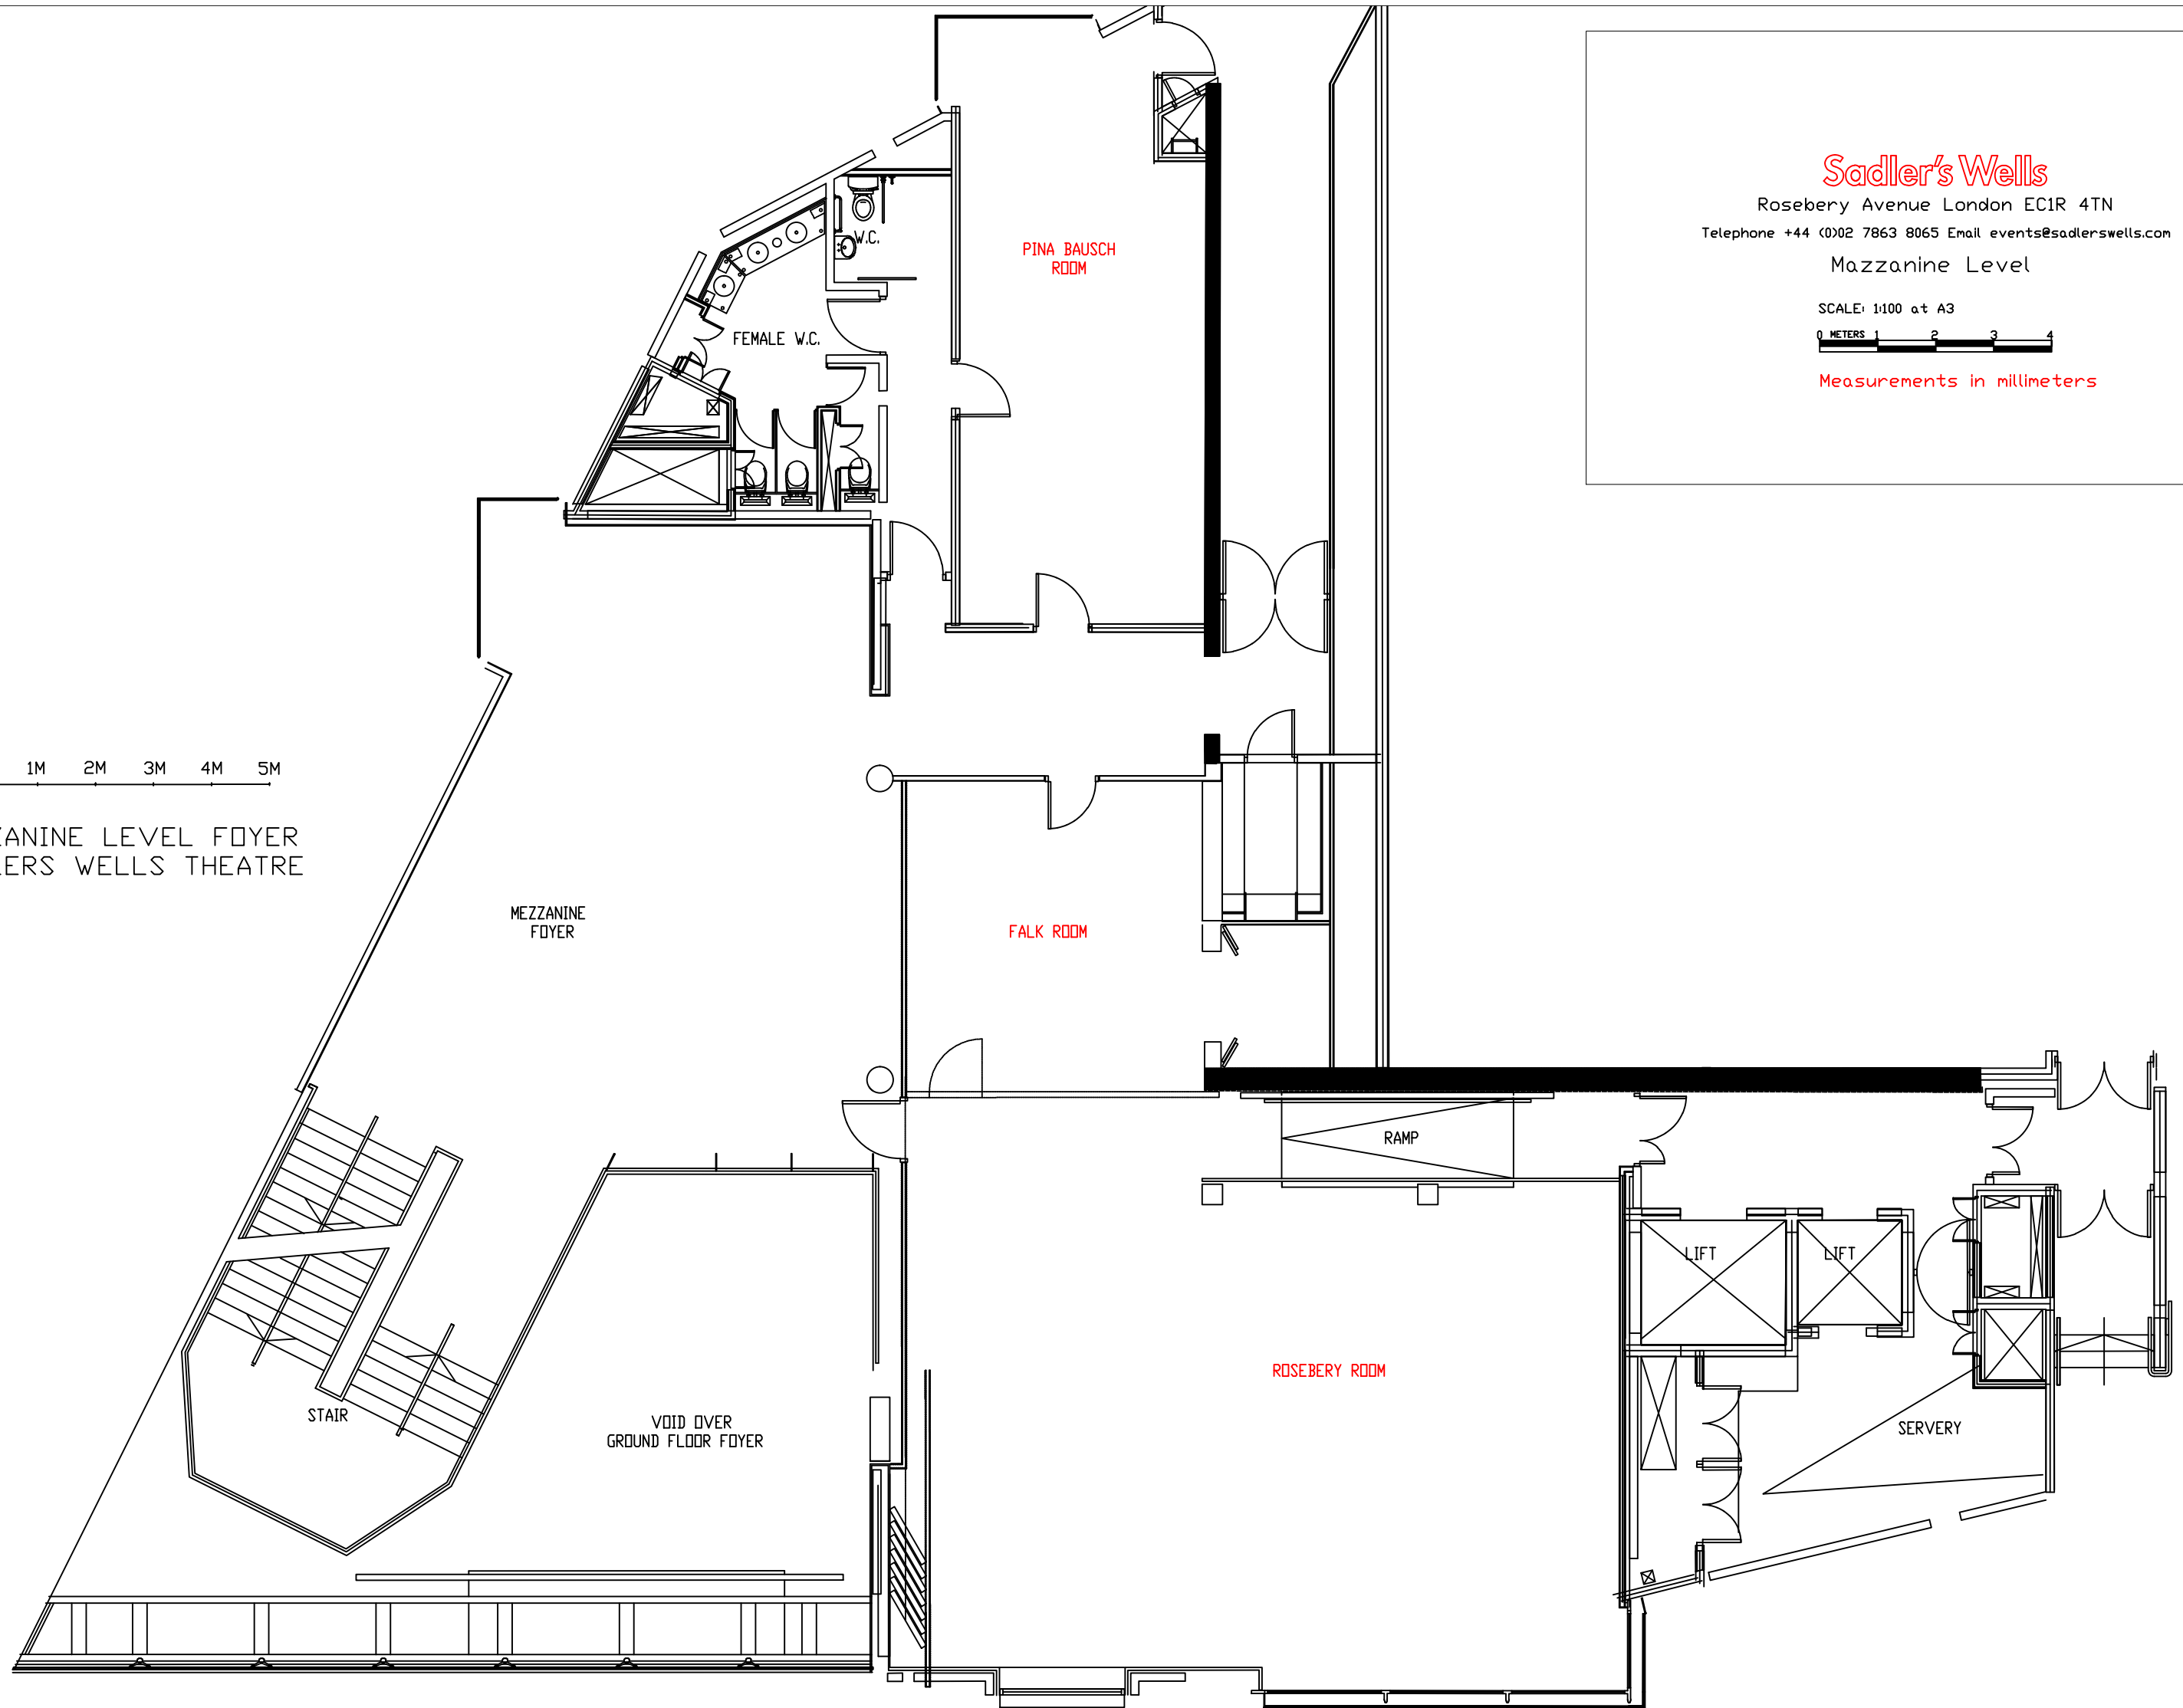 Sadler's Wells
Rosebery Avenue London EC1R 4TN
Telephone +44 (0)02 7863 8065 Email events@sadlerswells.com
Mazzanine Level
SCALE: 1:100 at A3
0 METERS 1 2 3 4
Measurements in millimeters
PINA BAUSCH
ROOM
W.C.
FEMALE W.C.
1M 2M 3M 4M 5M
ZANINE LEVEL FOYER
LERS WELLS THEATRE
MEZZANINE
FOYER
FALK ROOM
RAMP
LIFT
LIFT
ROSEBERY ROOM
STAIR
VOID OVER
GROUND FLOOR FOYER
SERVERY